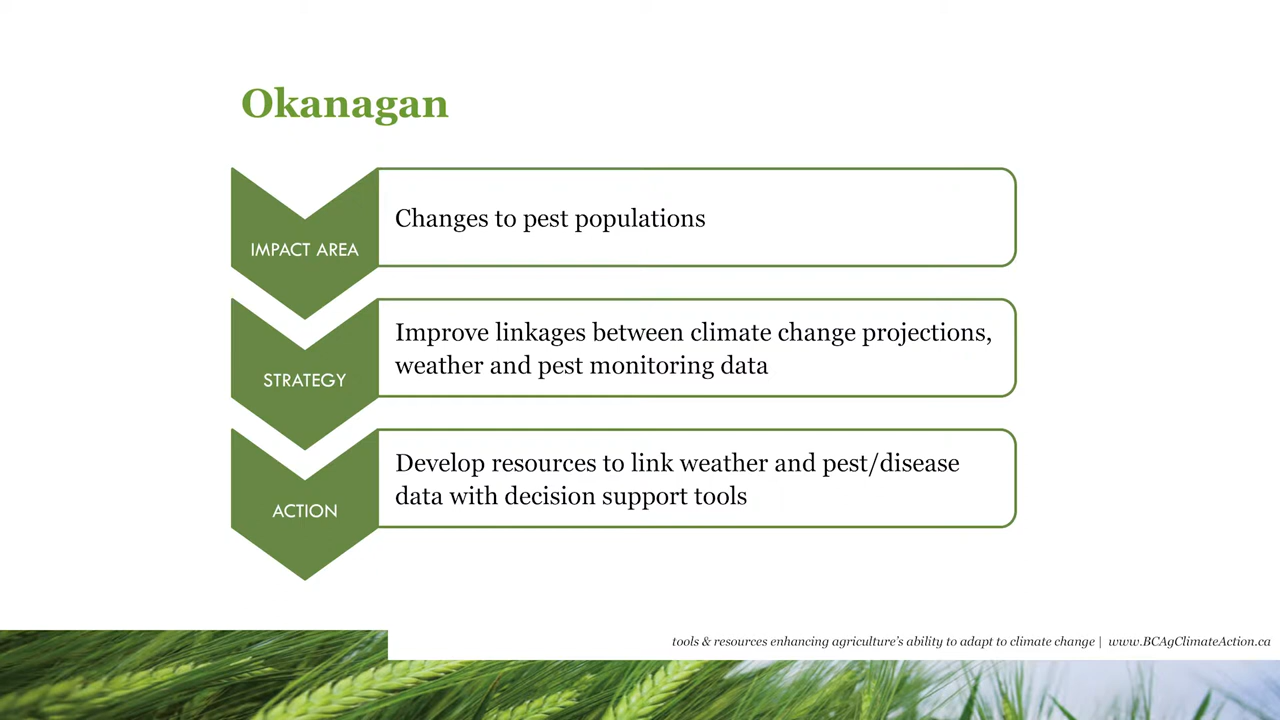 Okanagan
IMPACT AREA
Changes to pest populations
STRATEGY
Improve linkages between climate change projections,
weather and pest monitoring data
ACTION
Develop resources to link weather and pest/disease
data with decision support tools
tools & resources enhancing agriculture's ability to adapt to climate change | www.BCAgClimateAction.ca